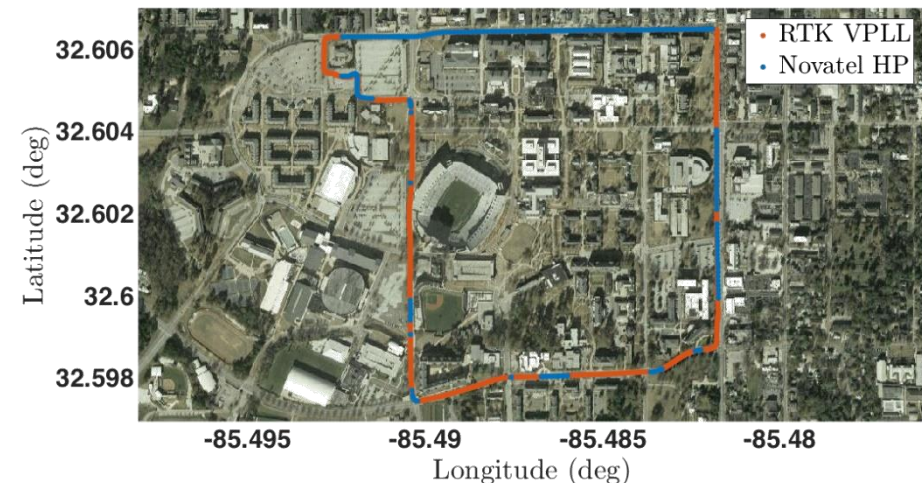 RTK VPLL
Novatel HP
Latitude (deg)
32.606
32.604
32.602
32.6
32.598
-85.495 -85.49 -85.485 -85.48
Longitude (deg)